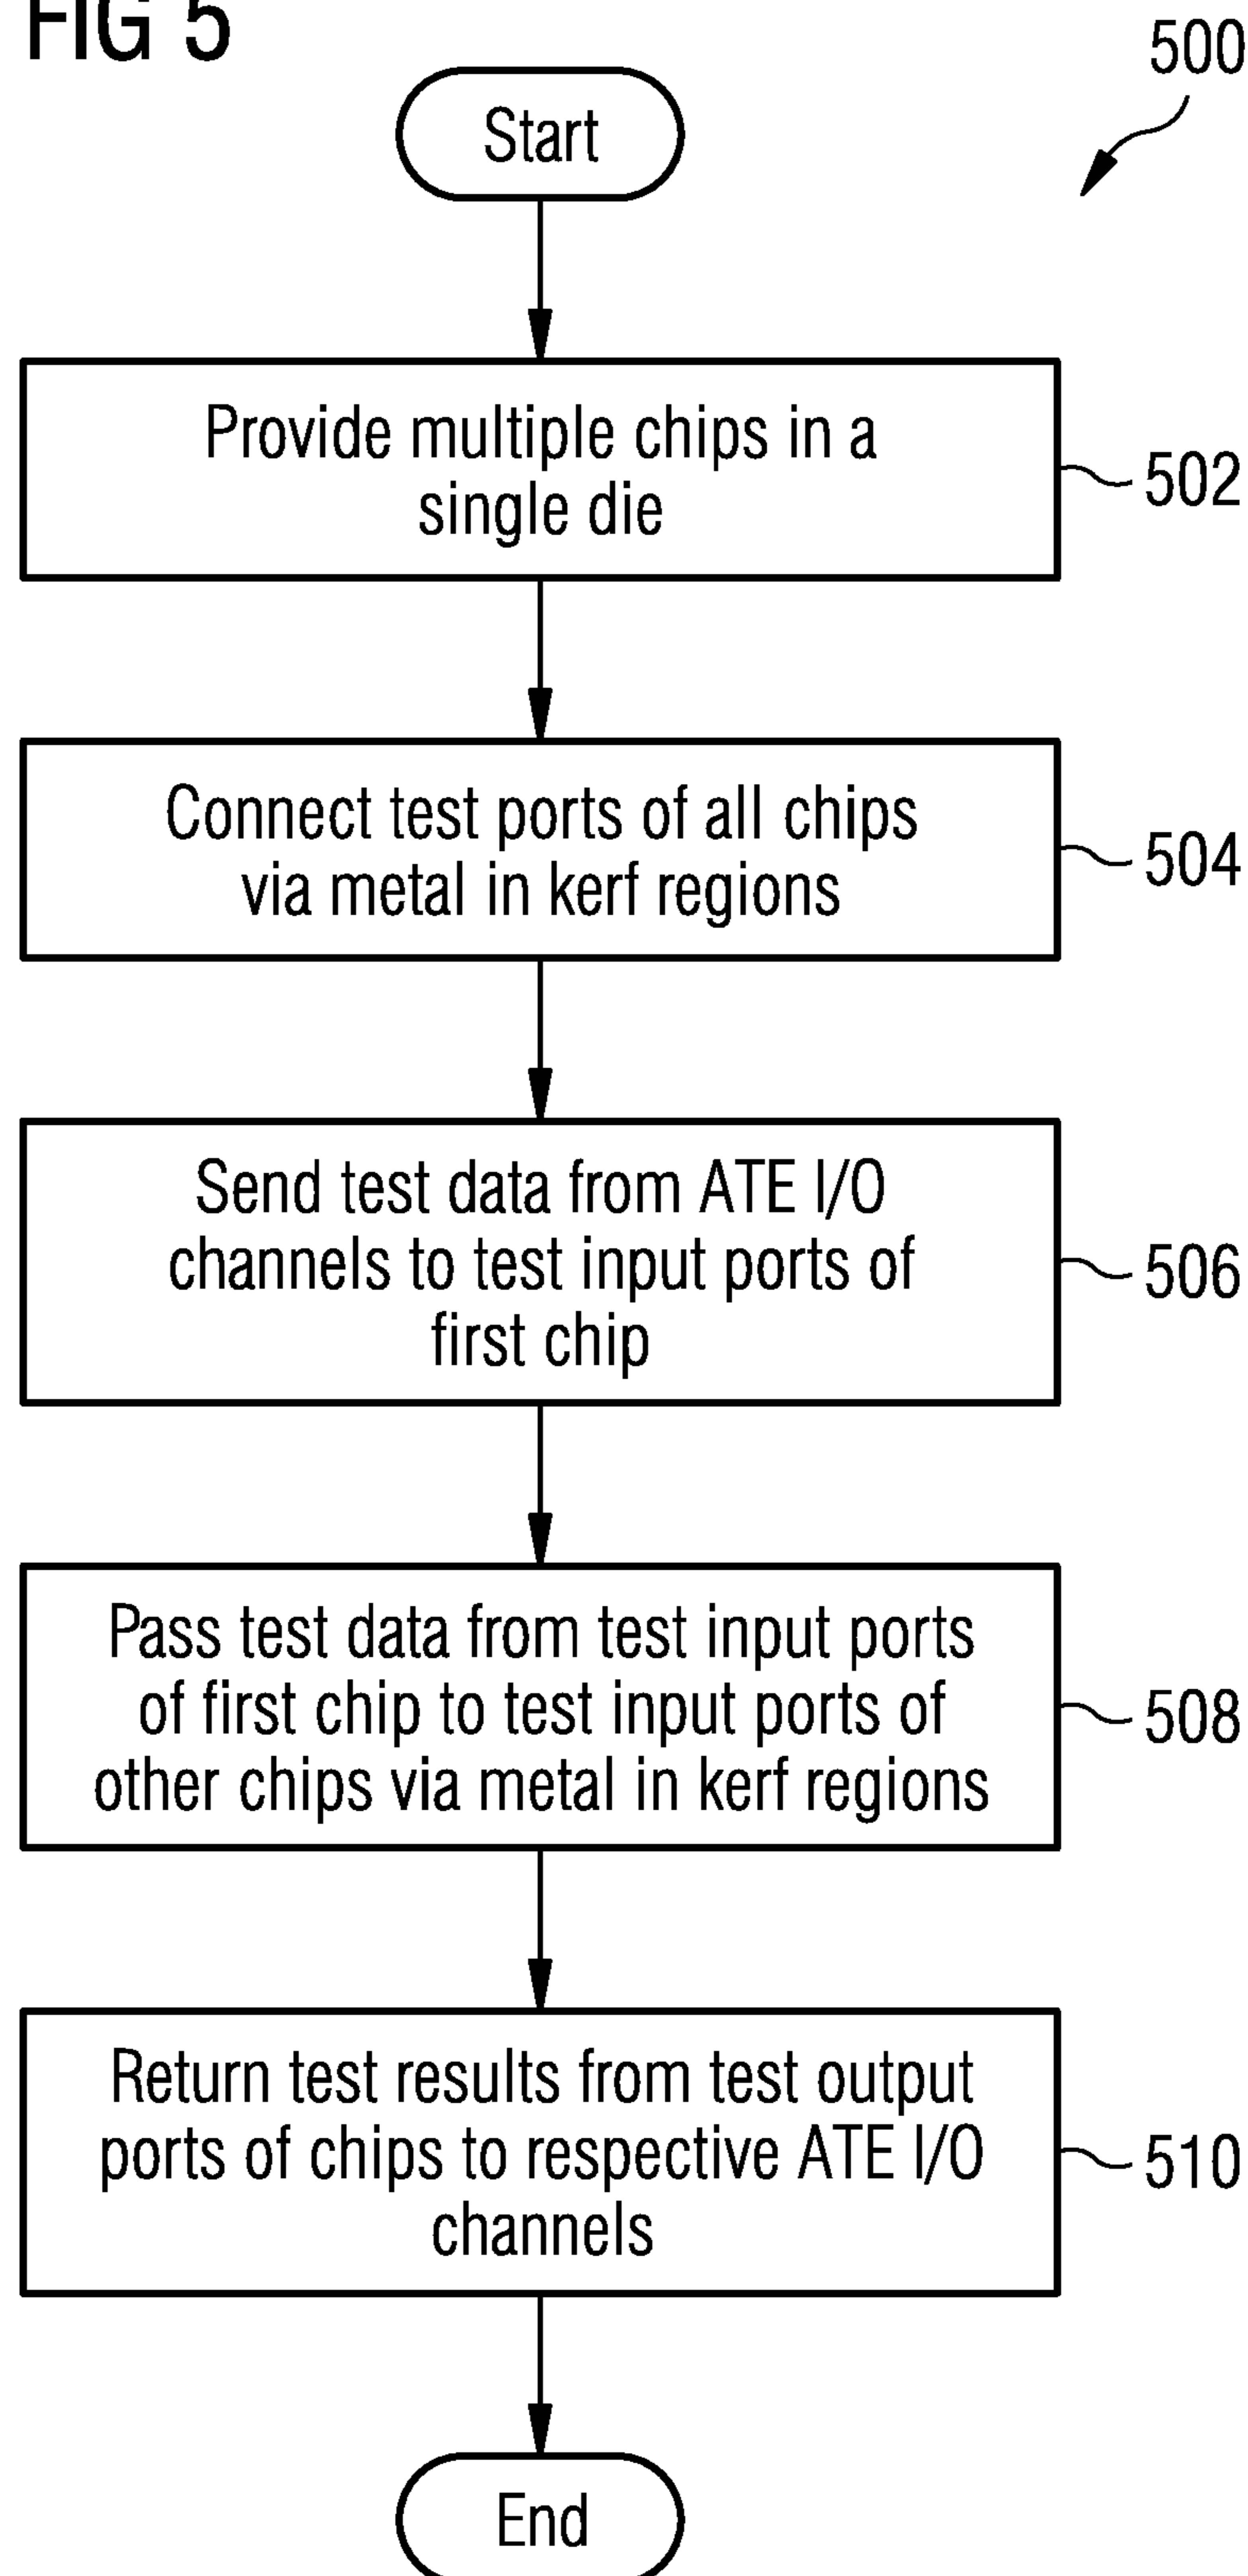 FIG 5
500
Start
Provide multiple chips in a
single die
502
Connect test ports of all chips
via metal in kerf regions
504
Send test data from ATE I/O
channels to test input ports of
first chip
506
Pass test data from test input ports
of first chip to test input ports of
other chips via metal in kerf regions
508
Return test results from test output
ports of chips to respective ATE I/O
channels
510
End